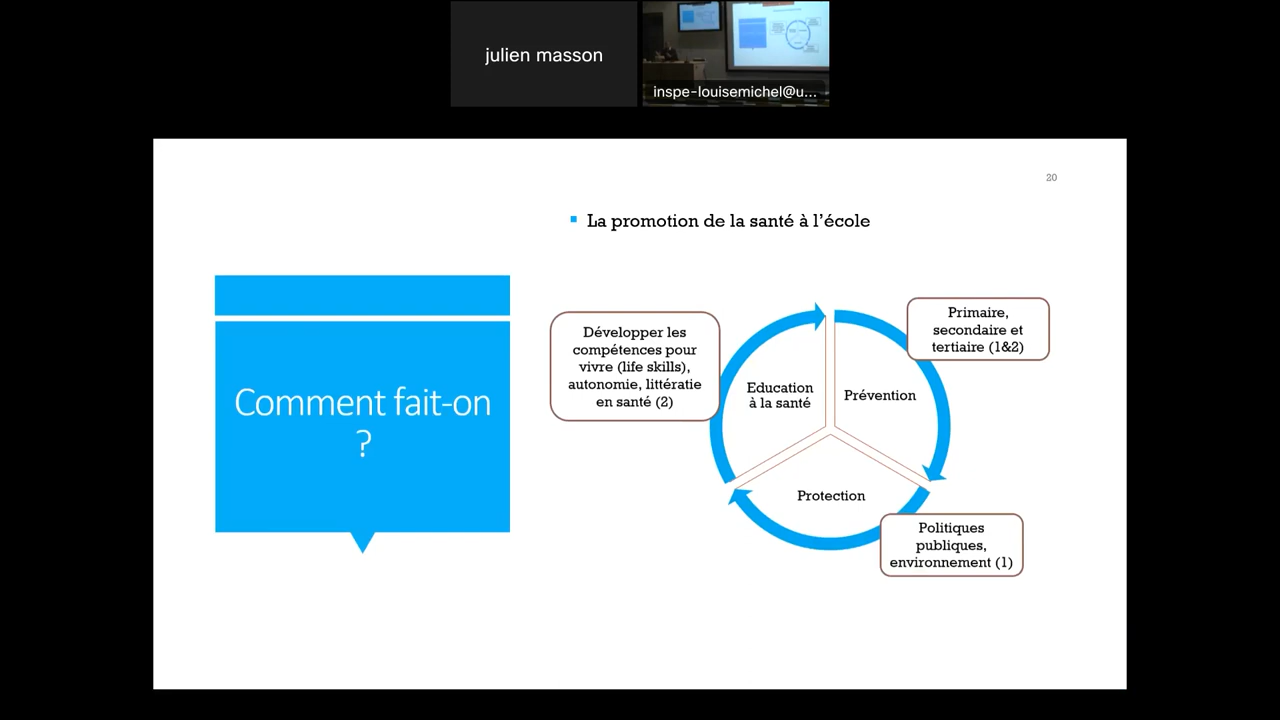 julien masson
inspe-louisemichel@u...
20
La promotion de la santé à l'école
Comment fait-on
?
Développer les
compétences pour
vivre (life skills),
autonomie, littératie
en santé (2)
Education
à la santé
Prévention
Primaire,
secondaire et
tertiaire (1&2)
Protection
Politiques
publiques,
environnement (1)